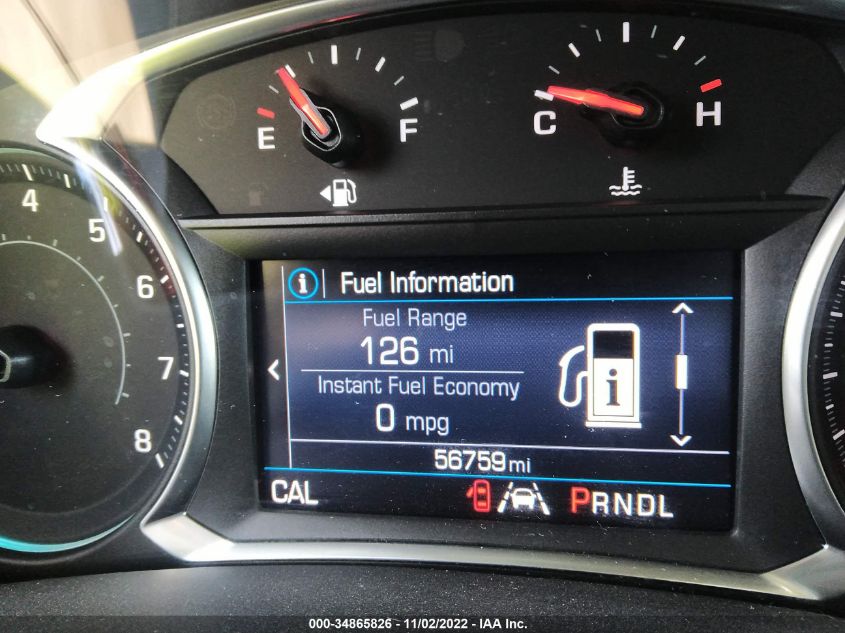 E F
C H
4
5
6
7
8
i Fuel Information
Fuel Range
126 mi
i
Instant Fuel Economy
0 mpg
56759 mi
CAL
PRNDL
000-34865826 - 11/02/2022 - IAA Inc.